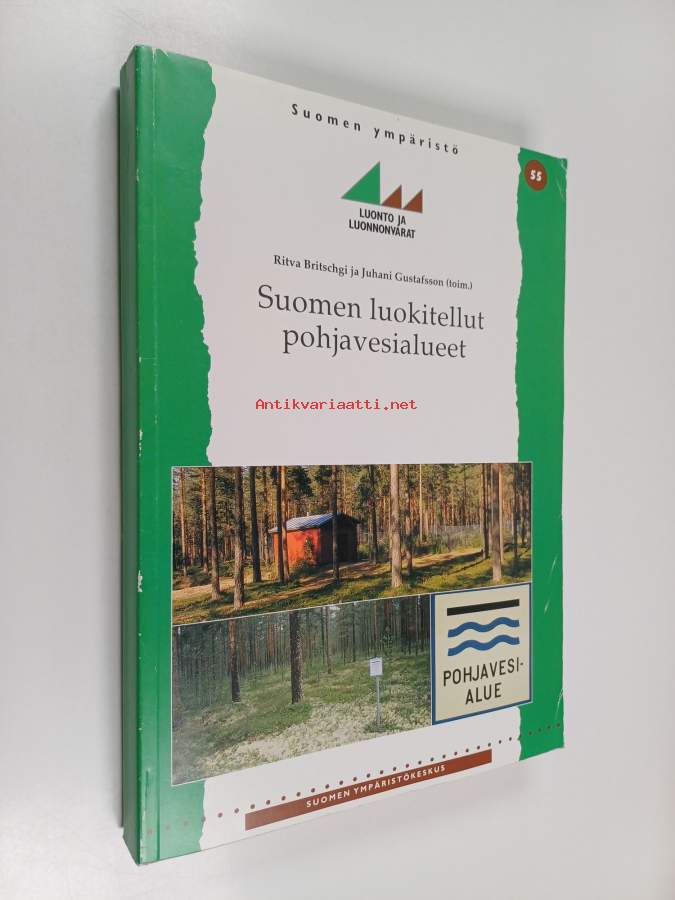 Suomen ympäristö
55
LUONTO JA
LUONNONVARAT
Ritva Britschgi ja Juhani Gustafsson (toim.)
Suomen luokitellut
pohjavesialueet
Antikvariaatti.net
POHJAVESI-
ALUE
SUOMEN YMPÄRISTÖKESKUS